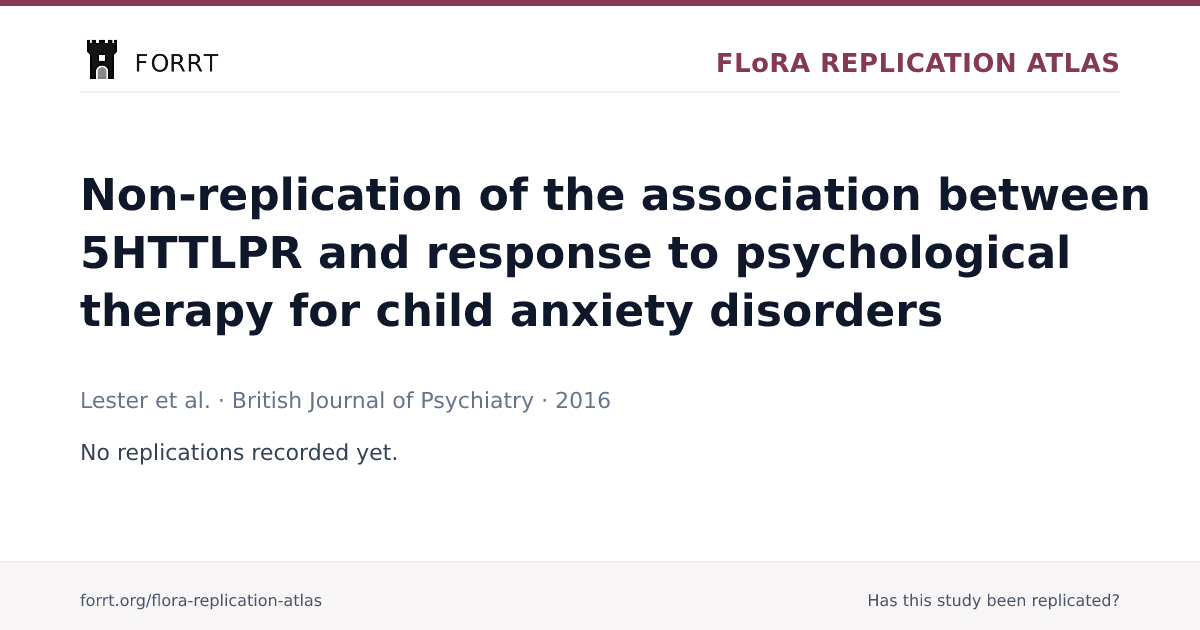 FORRT
FLoRA REPLICATION ATLAS
Non-replication of the association between
5HTTLPR and response to psychological
therapy for child anxiety disorders
Lester et al. · British Journal of Psychiatry · 2016
No replications recorded yet.
forrt.org/flora-replication-atlas
Has this study been replicated?